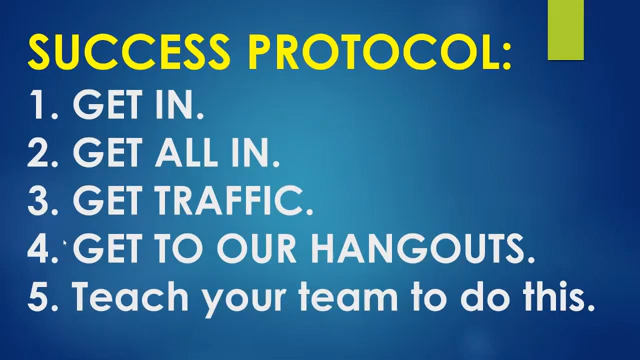 SUCCESS PROTOCOL:
1. GET IN.
2. GET ALL IN.
3. GET TRAFFIC.
4. GET TO OUR HANGOUTS.
5. Teach your team to do this.